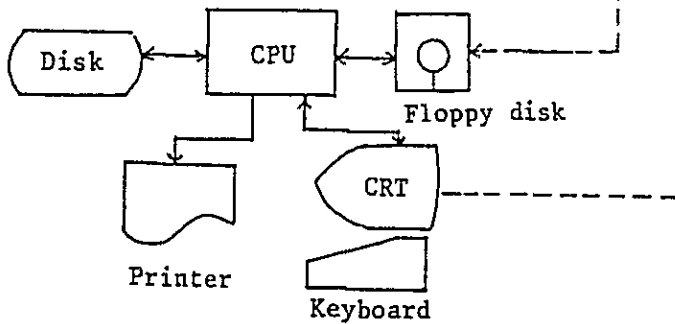 Disk
CPU
Floppy disk
CRT
Printer
Keyboard